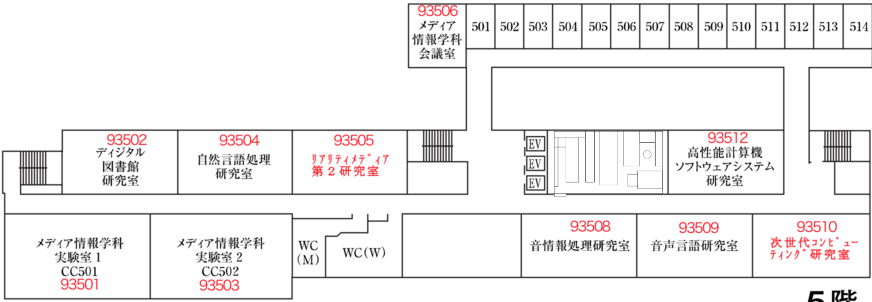 93506
メディア
情報学科
会議室
501 502 503 504 505 506 507 508 509 510 511 512 513 514
93502
ディジタル
図書館
研究室
93504
自然言語処理
研究室
93505
リアリティメディア
第2研究室
EV
EV
EV
93512
高性能計算機
ソフトウェアシステム
研究室
メディア情報学科
実験室1
CC501
93501
メディア情報学科
実験室2
CC502
93503
WC
(M)
WC(W)
93508
音情報処理研究室
93509
音声言語研究室
93510
次世代コンピュー
ティング研究室
5階